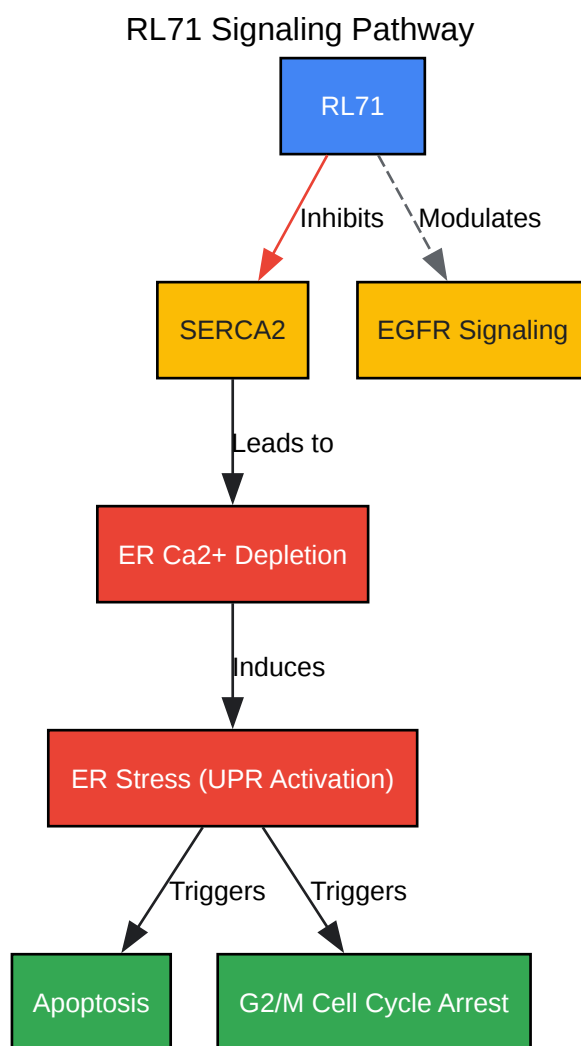 RL71 Signaling Pathway
RL71
Inhibits
Modulates
SERCA2
EGFR Signaling
Leads to
ER Ca2+ Depletion
Induces
ER Stress (UPR Activation)
Triggers
Triggers
Apoptosis
G2/M Cell Cycle Arrest